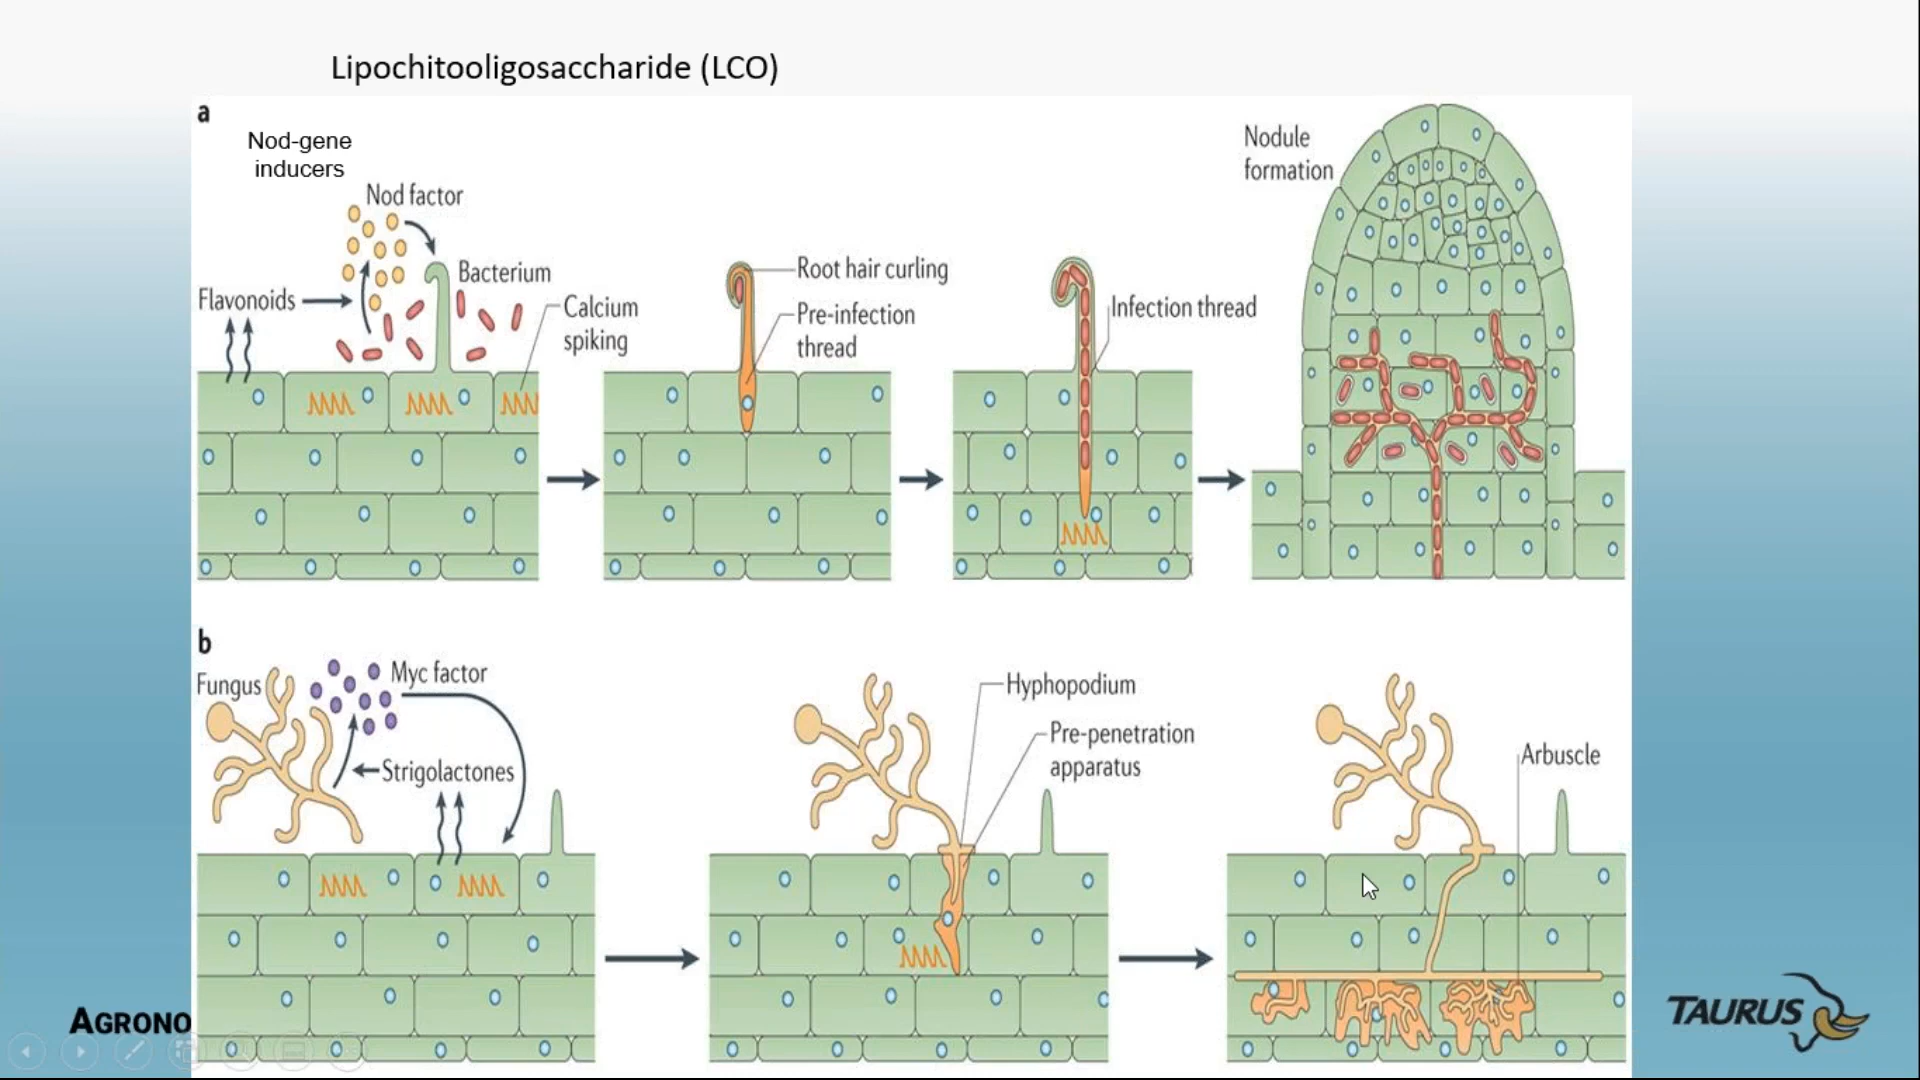 Lipochitooligosaccharide (LCO)
a
Nod-gene
inducers
Nod factor
Flavonoids
Bacterium
Calcium
spiking
Root hair curling
Pre-infection
thread
Infection thread
Nodule
formation
b
Fungus
Myc factor
Strigolactones
Hyphopodium
Pre-penetration
apparatus
Arbuscle
AGRONO
TAURUS